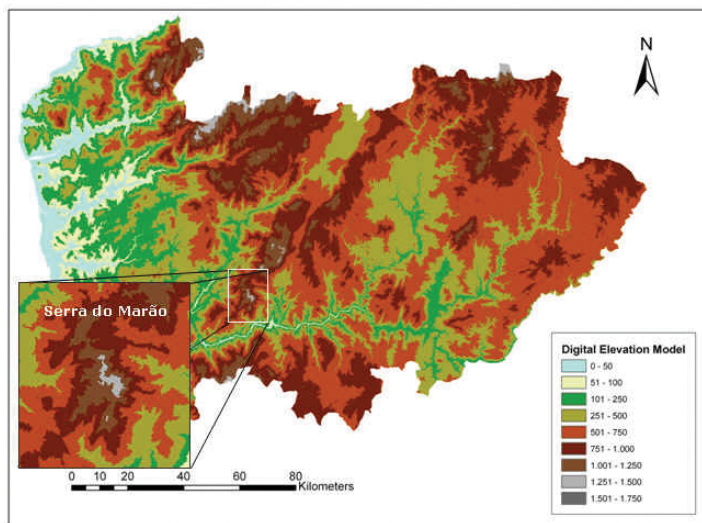 N
Serra do Marão
Digital Elevation Model
0 - 50
51 - 100
101 - 250
251 - 500
501 - 750
751 - 1.000
1.001 - 1.250
1.251 - 1.500
1.501 - 1.750
0 5 10 20 40 60 80
Kilometers